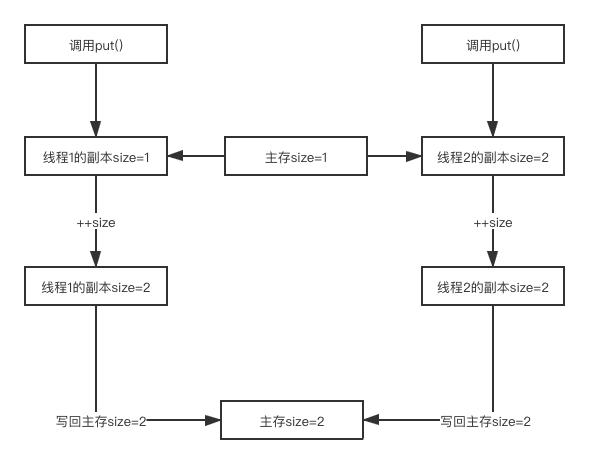 调用put()
调用put()
线程1的副本size=1
主存size=1
线程2的副本size=2
++size
++size
线程1的副本size=2
线程2的副本size=2
写回主存size=2
主存size=2
写回主存size=2